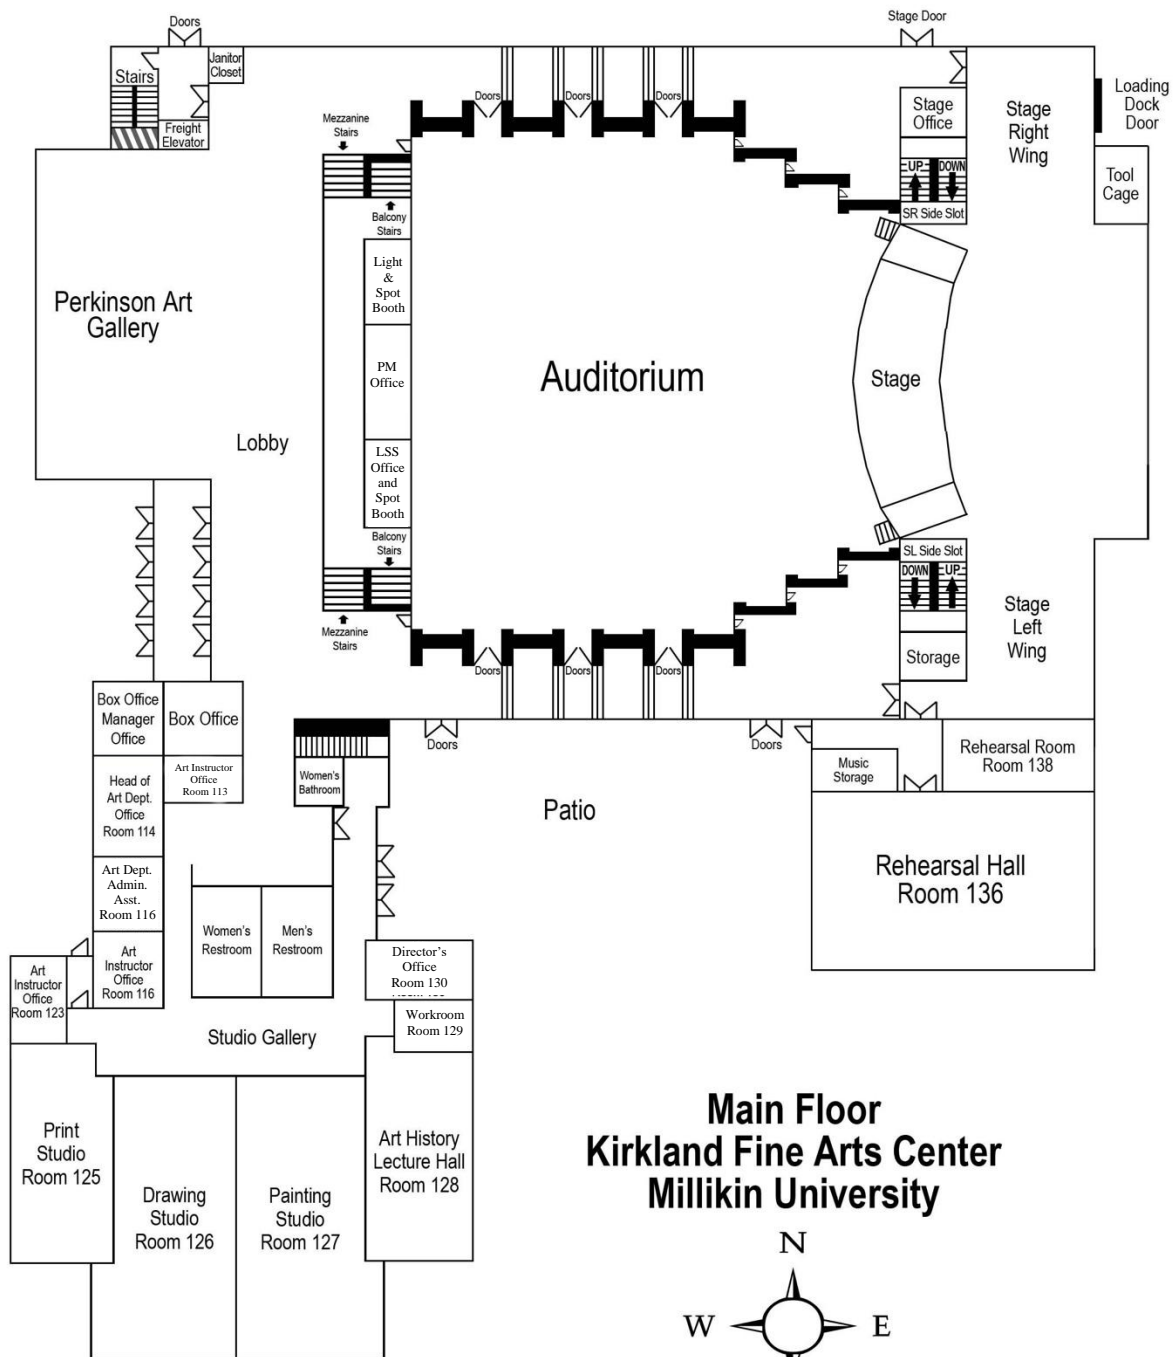 Doors
Stage Door
Janitor
Closet
Stairs
Freight
Elevator
Mezzanine
Stairs
Balcony
Stairs
Doors
Doors
Doors
Stage
Office
Stage
Right
Wing
Loading
Dock
Door
Tool
Cage
UP
DOWN
SR Side Slot
Light
&
Spot
Booth
Perkinson Art
Gallery
PM
Office
Auditorium
Stage
Lobby
LSS
Office
and
Spot
Booth
Balcony
Stairs
Mezzanine
Stairs
SL Side Slot
DOWN
UP
Stage
Left
Wing
Storage
Doors
Doors
Doors
Box Office
Manager
Office
Box Office
Doors
Doors
Head of
Art Dept.
Office
Room 114
Art Instructor
Office
Room 113
Women's
Bathroom
Patio
Music
Storage
Rehearsal Room
Room 138
Rehearsal Hall
Room 136
Art Dept.
Admin.
Asst.
Room 116
Women's
Restroom
Men's
Restroom
Art
Instructor
Office
Room 116
Art
Instructor
Office
Room 123
Director's
Office
Room 130
Workroom
Room 129
Studio Gallery
Print
Studio
Room 125
Drawing
Studio
Room 126
Painting
Studio
Room 127
Art History
Lecture Hall
Room 128
Main Floor
Kirkland Fine Arts Center
Millikin University
N
W
E